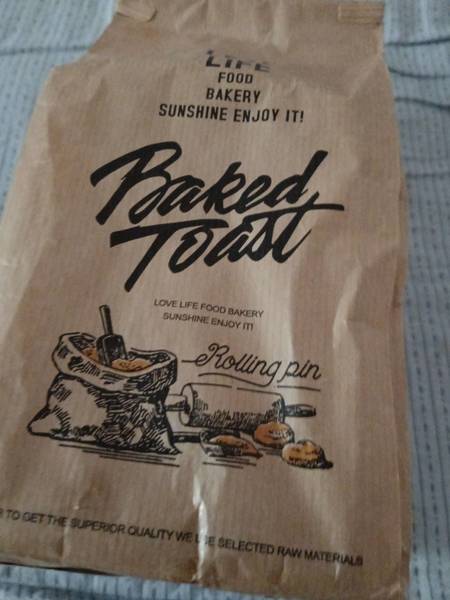 LIFE
FOOD
BAKERY
SUNSHINE ENJOY IT!
Baked
Toast
LOVE LIFE FOOD BAKERY
SUNSHINE ENJOY IT!
Rolling pin
TO GET THE SUPERIOR QUALITY WE USE SELECTED RAW MATERIALS